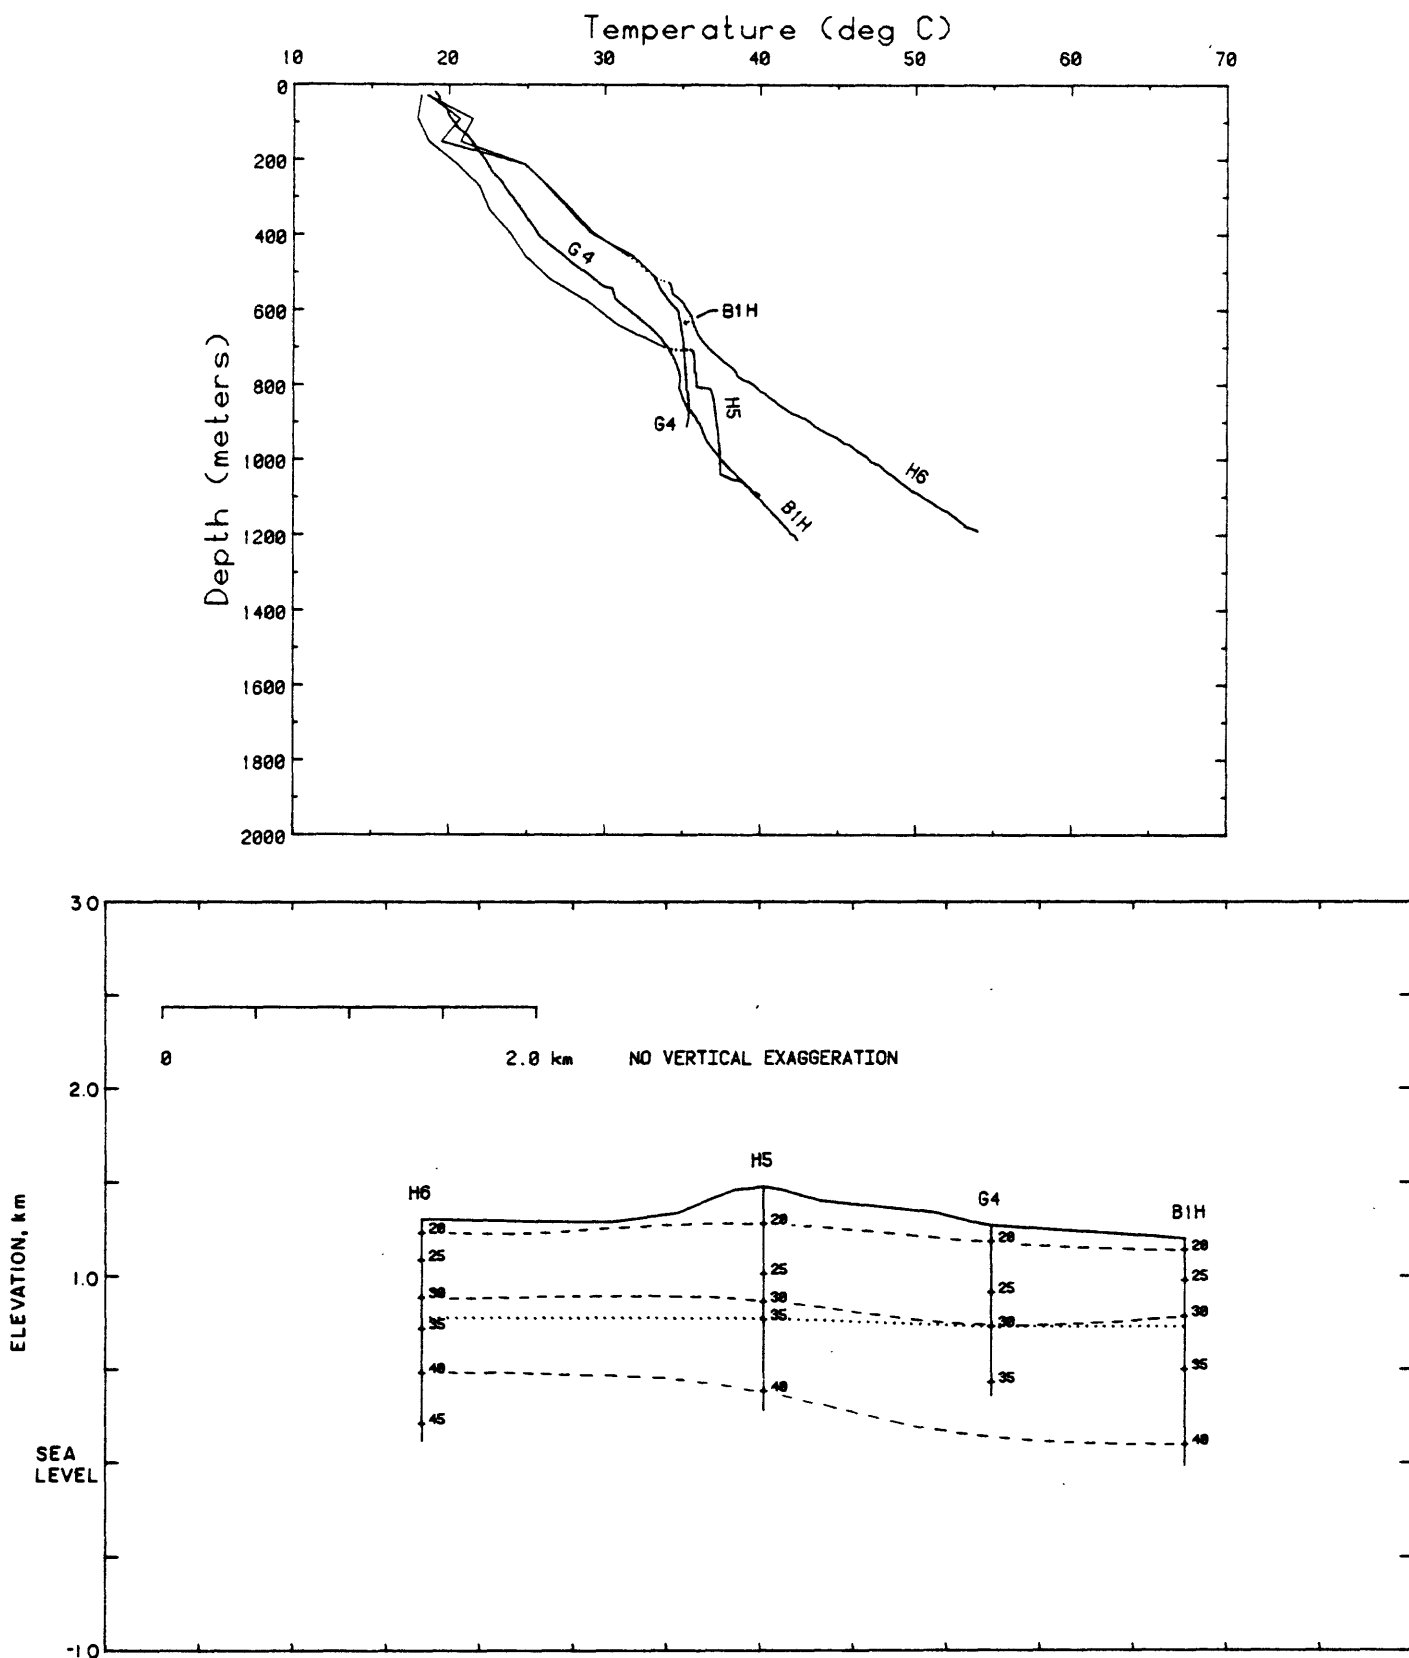 Temperature (deg C)
10 20 30 40 50 60 70
0
200
400
600
800
1000
1200
1400
1600
1800
2000
Depth (meters)
G4
B1H
H5
G4
H6
B1H
3.0
2.0
1.0
SEA
LEVEL
-1.0
ELEVATION, km
0 2.0 km NO VERTICAL EXAGGERATION
H6
20
25
30
35
40
45
H5
20
25
30
35
40
G4
20
25
30
35
B1H
20
25
30
35
40